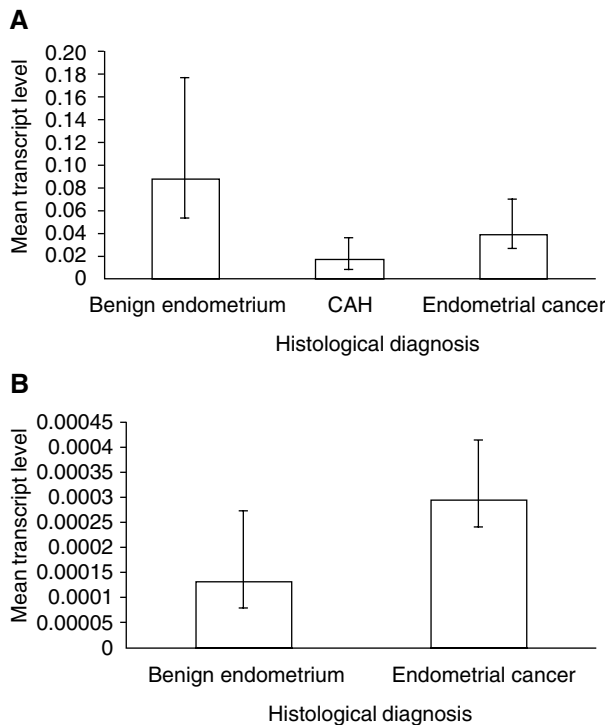 A
Mean transcript level
0.20
0.18
0.16
0.14
0.12
0.10
0.08
0.06
0.04
0.02
0
Benign endometrium CAH Endometrial cancer
Histological diagnosis
B
Mean transcript level
0.00045
0.0004
0.00035
0.0003
0.00025
0.0002
0.00015
0.0001
0.00005
0
Benign endometrium Endometrial cancer
Histological diagnosis